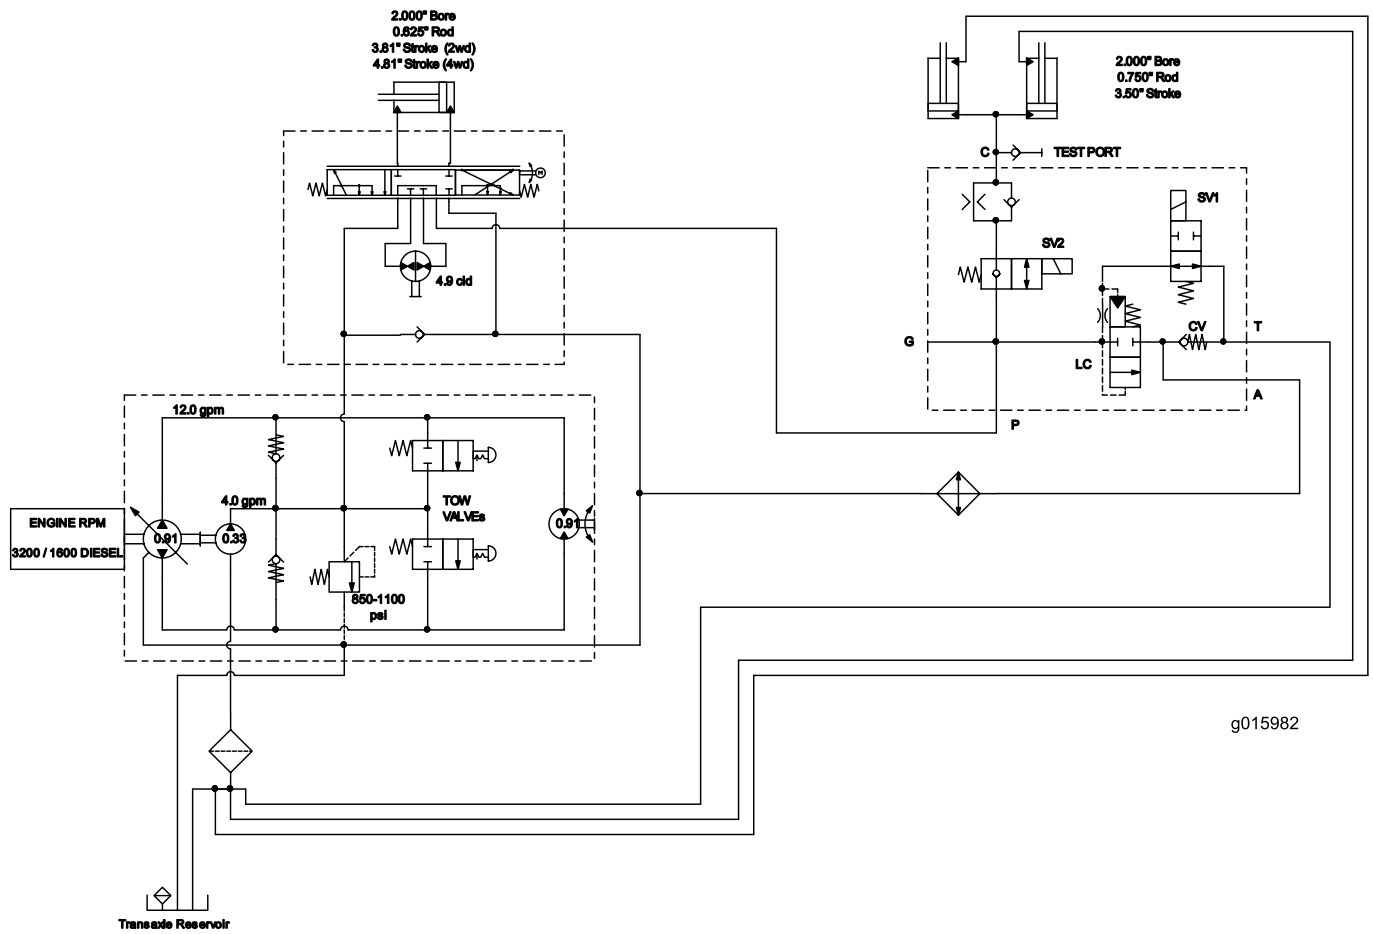 2.000" Bore
0.625" Rod
3.81" Stroke (2wd)
4.81" Stroke (4wd)
2.000" Bore
0.750" Rod
3.50" Stroke
C
TEST PORT
SV1
SV2
4.9 cid
G
CV
T
LC
A
P
12.0 gpm
4.0 gpm
TOW
VALVEs
ENGINE RPM
3200 / 1600 DIESEL
0.91
0.33
0.91
850-1100
psi
g015982
Transaxle Reservoir